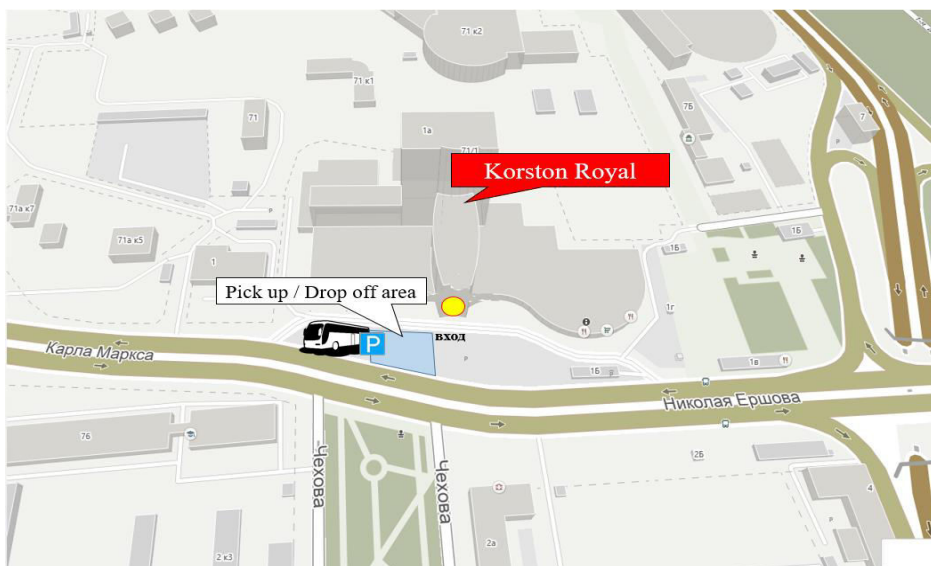 71 к2
71 к1
75
71
1а
7
71/1
Korston Royal
71а к7
71а к5
1Б
1Б
1
Pick up / Drop off area
1г
вход
P
Р
Карла Маркса
1Б
Р
1в
Николая Ершова
Чехова
Чехова
7б
2Б
4
Р
2 к3
2а